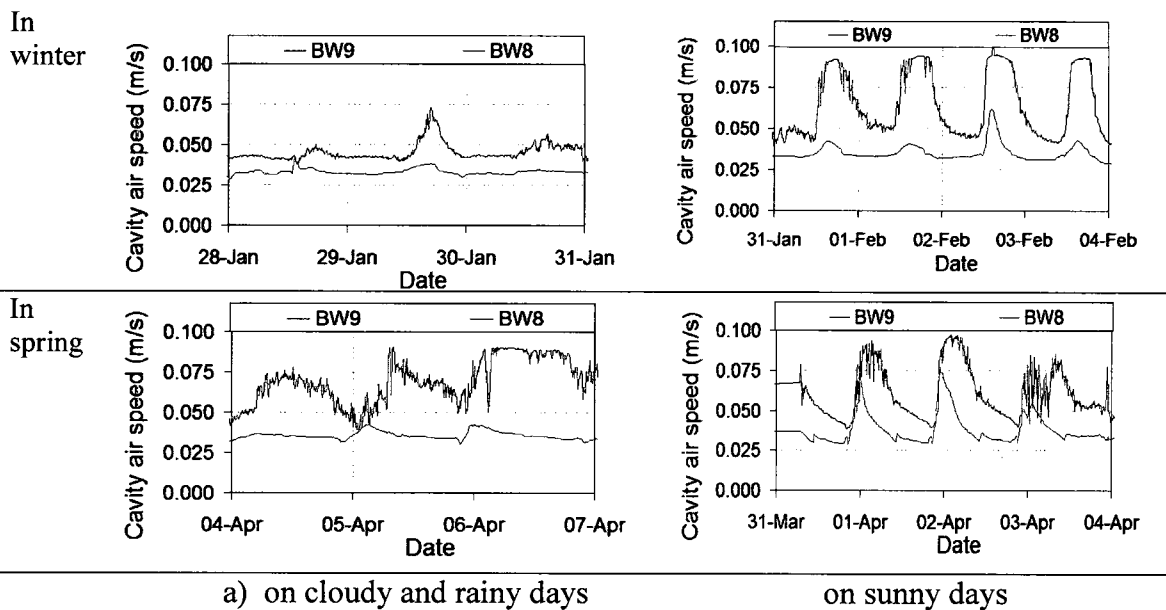 In
winter
BW9 BW8
Cavity air speed (m/s)
0.100
0.075
0.050
0.025
0.000
28-Jan 29-Jan 30-Jan 31-Jan
Date
BW9 BW8
Cavity air speed (m/s)
0.100
0.075
0.050
0.025
0.000
31-Jan 01-Feb 02-Feb 03-Feb 04-Feb
Date
In
spring
BW9 BW8
Cavity air speed (m/s)
0.100
0.075
0.050
0.025
0.000
04-Apr 05-Apr 06-Apr 07-Apr
Date
BW9 BW8
Cavity air speed (m/s)
0.100
0.075
0.050
0.025
0.000
31-Mar 01-Apr 02-Apr 03-Apr 04-Apr
Date
a) on cloudy and rainy days on sunny days